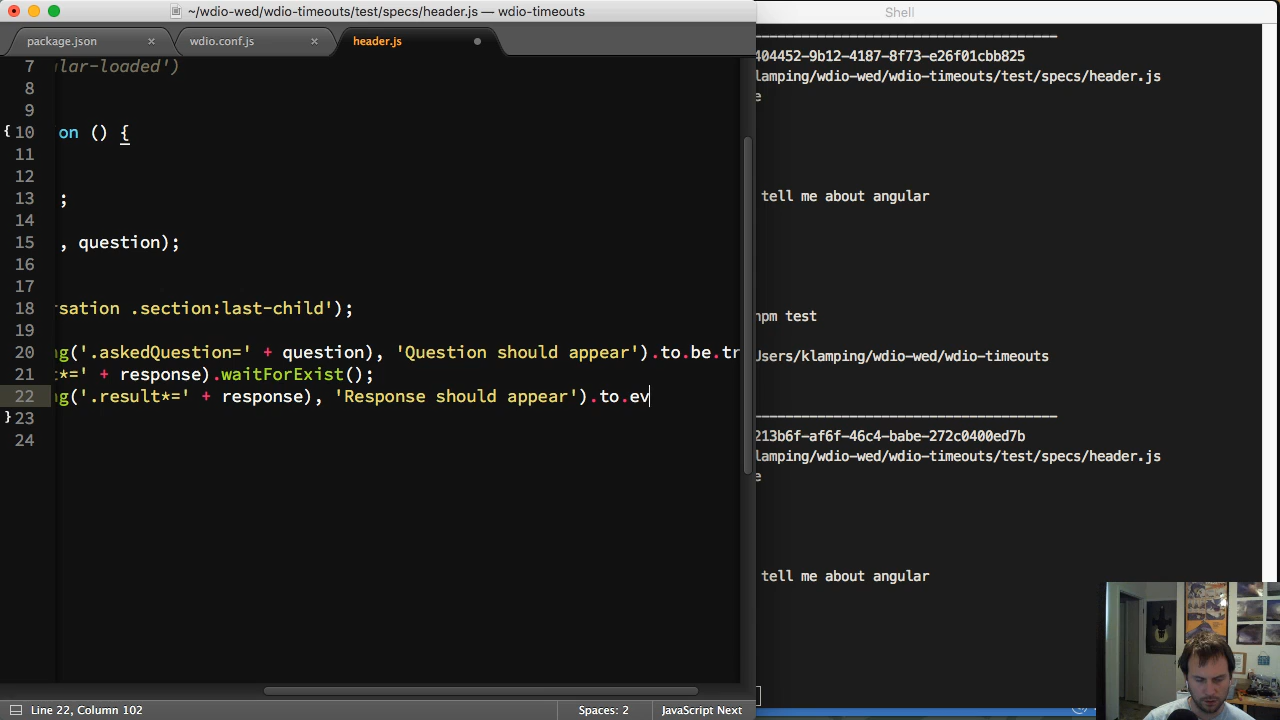 ~/wdio-wed/wdio-timeouts/test/specs/header.js — wdio-timeouts
package.json
wdio.conf.js
header.js
7 ular-loaded')
8
9
10 on () {
11
12
13 ;
14
15 , question);
16
17
18 rsation .section:last-child');
19
20 ng('.askedQuestion=' + question), 'Question should appear').to.be.tr
21 t*=' + response).waitForExist();
22 ng('.result*=' + response), 'Response should appear').to.ev
23
24
Line 22, Column 102
Spaces: 2
JavaScript Next
Shell
------------------------------------
404452-9b12-4187-8f73-e26f01cbb825
lamping/wdio-wed/wdio-timeouts/test/specs/header.js
e
tell me about angular
npm test
Users/klamping/wdio-wed/wdio-timeouts
------------------------------------
213b6f-af6f-46c4-babe-272c0400ed7b
lamping/wdio-wed/wdio-timeouts/test/specs/header.js
e
tell me about angular